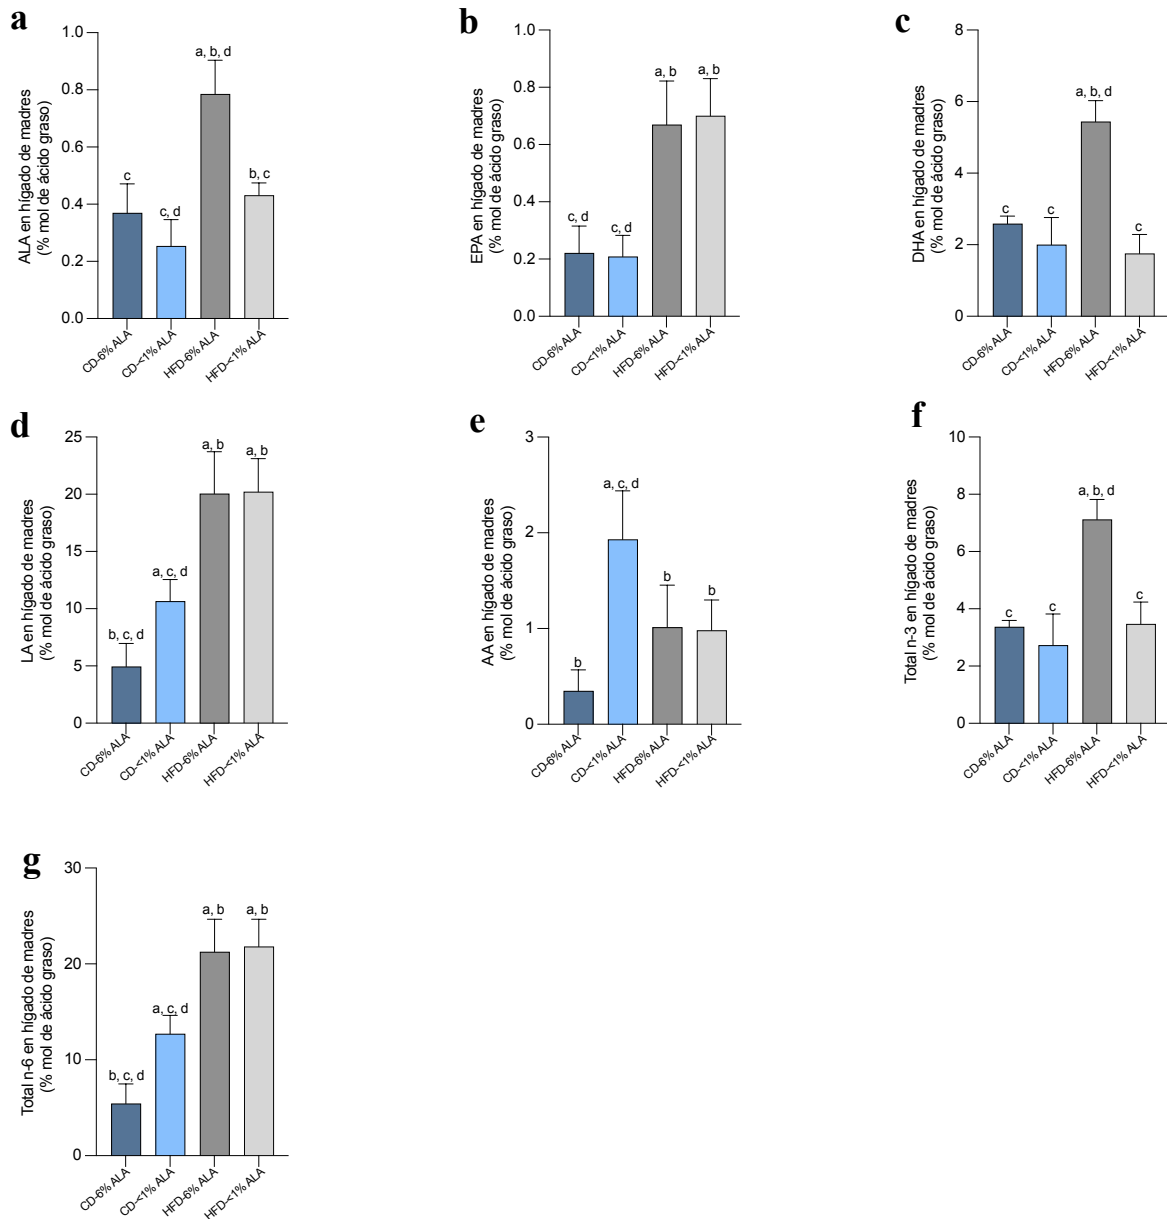 a
ALA en hígado de madres
(% mol de ácido graso)
1.0
0.8
0.6
0.4
0.2
0.0
c
c, d
a, b, d
b, c
CD-6% ALA
CD-<1% ALA
HFD-6% ALA
HFD-<1% ALA
b
EPA en hígado de madres
(% mol de ácido graso)
1.0
0.8
0.6
0.4
0.2
0.0
c, d
c, d
a, b
a, b
CD-6% ALA
CD-<1% ALA
HFD-6% ALA
HFD-<1% ALA
c
DHA en hígado de madres
(% mol de ácido graso)
8
6
4
2
0
c
c
a, b, d
c
CD-6% ALA
CD-<1% ALA
HFD-6% ALA
HFD-<1% ALA
d
LA en hígado de madres
(% mol de ácido graso)
25
20
15
10
5
0
b, c, d
a, c, d
a, b
a, b
CD-6% ALA
CD-<1% ALA
HFD-6% ALA
HFD-<1% ALA
e
AA en hígado de madres
(% mol de ácido graso)
3
2
1
0
b
a, c, d
b
b
CD-6% ALA
CD-<1% ALA
HFD-6% ALA
HFD-<1% ALA
f
Total n-3 en hígado de madres
(% mol de ácido graso)
10
8
6
4
2
0
c
c
a, b, d
c
CD-6% ALA
CD-<1% ALA
HFD-6% ALA
HFD-<1% ALA
g
Total n-6 en hígado de madres
(% mol de ácido graso)
30
20
10
0
b, c, d
a, c, d
a, b
a, b
CD-6% ALA
CD-<1% ALA
HFD-6% ALA
HFD-<1% ALA